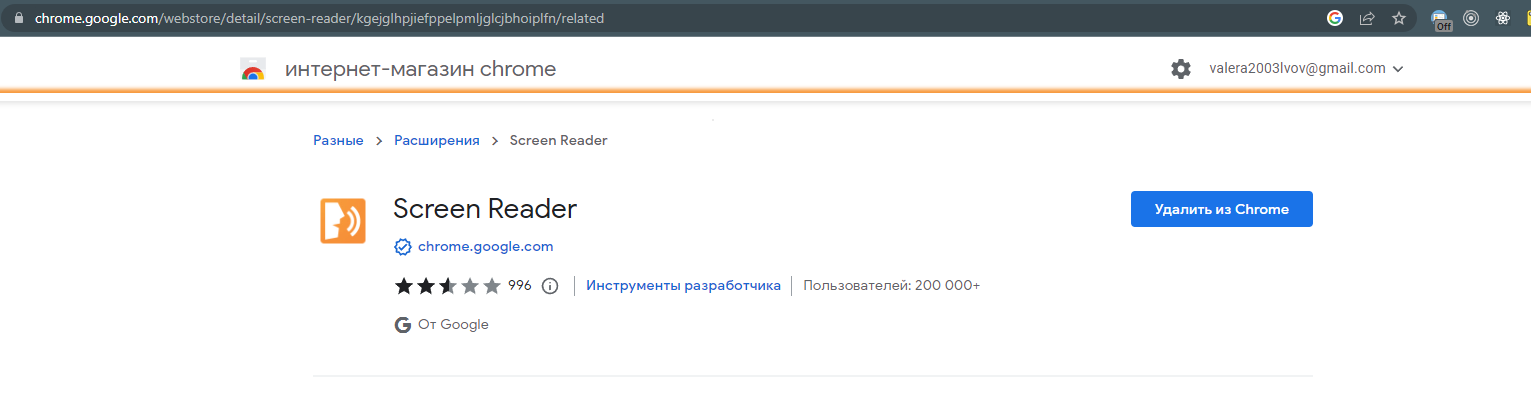 chrome.google.com/webstore/detail/screen-reader/kgejglhpjiefppelpmljglcjbhoiplfn/related
Off
интернет-магазин chrome
valera2003lvov@gmail.com
Разные > Расширения > Screen Reader
Screen Reader
Удалить из Chrome
chrome.google.com
996 Инструменты разработчика Пользователей: 200 000+
От Google